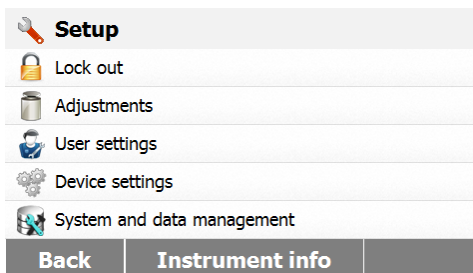 Setup
Lock out
Adjustments
User settings
Device settings
System and data management
Back Instrument info